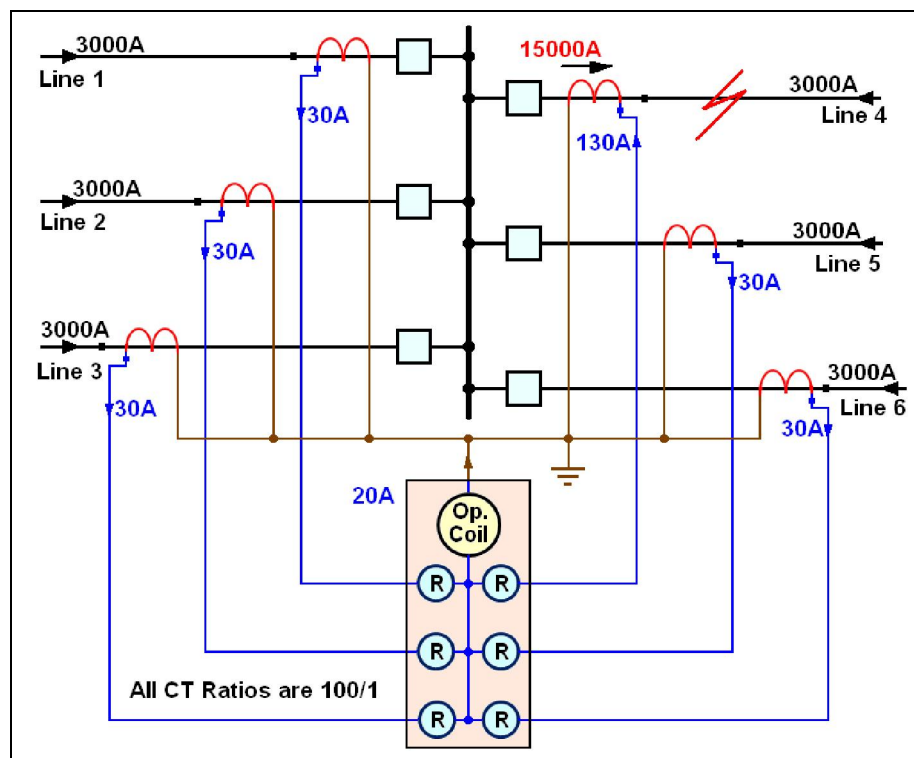 3000A
Line 1
15000A
3000A
Line 4
30A
130A
3000A
Line 2
30A
3000A
Line 5
30A
3000A
Line 3
30A
3000A
Line 6
30A
20A
Op.
Coil
R
R
R
R
All CT Ratios are 100/1
R
R